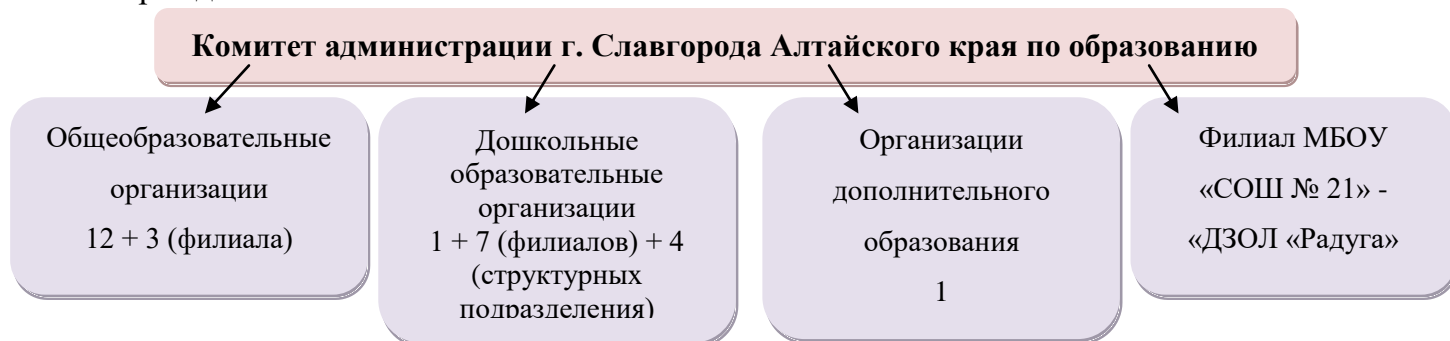 Комитет администрации г. Славгорода Алтайского края по образованию
Общеобразовательные
организации
12 + 3 (филиала)
Дошкольные
образовательные
организации
1 + 7 (филиалов) + 4
(структурных
подразделения)
Организации
дополнительного
образования
1
Филиал МБОУ
«СОШ № 21» -
«ДЗОЛ «Радуга»